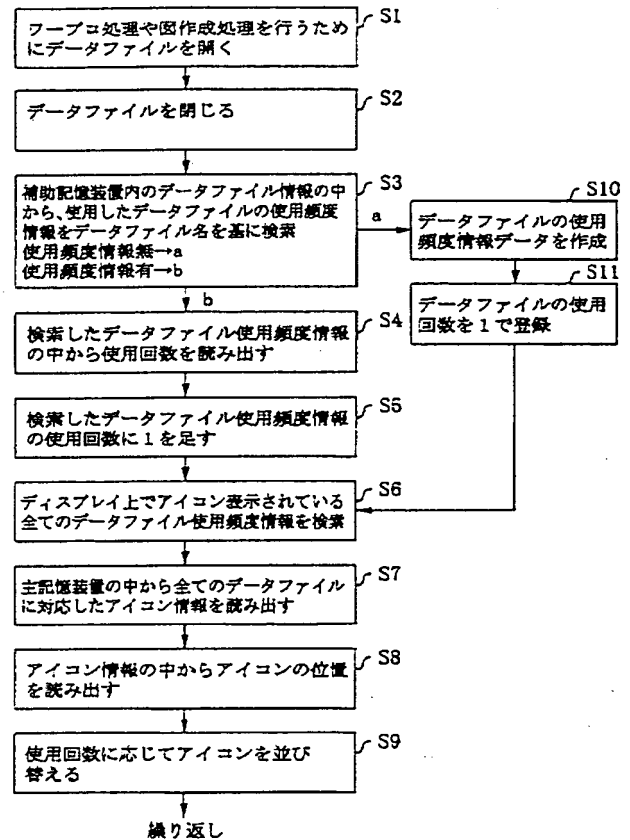 S1
ワープロ処理や図作成処理を行うため
にデータファイルを開く
S2
データファイルを閉じる
S3
補助記憶装置内のデータファイル情報の中
から、使用したデータファイルの使用頻度
情報をデータファイル名を基に検索
使用頻度情報無→a
使用頻度情報有→b
a
S10
データファイルの使用
頻度情報データを作成
S11
データファイルの使用
回数を1で登録
b
S4
検索したデータファイル使用頻度情報
の中から使用回数を読み出す
S5
検索したデータファイル使用頻度情報
の使用回数に1を足す
S6
ディスプレイ上でアイコン表示されている
全てのデータファイル使用頻度情報を検索
S7
主記憶装置の中から全てのデータファイル
に対応したアイコン情報を読み出す
S8
アイコン情報の中からアイコンの位置
を読み出す
S9
使用回数に応じてアイコンを並び
替える
繰り返し